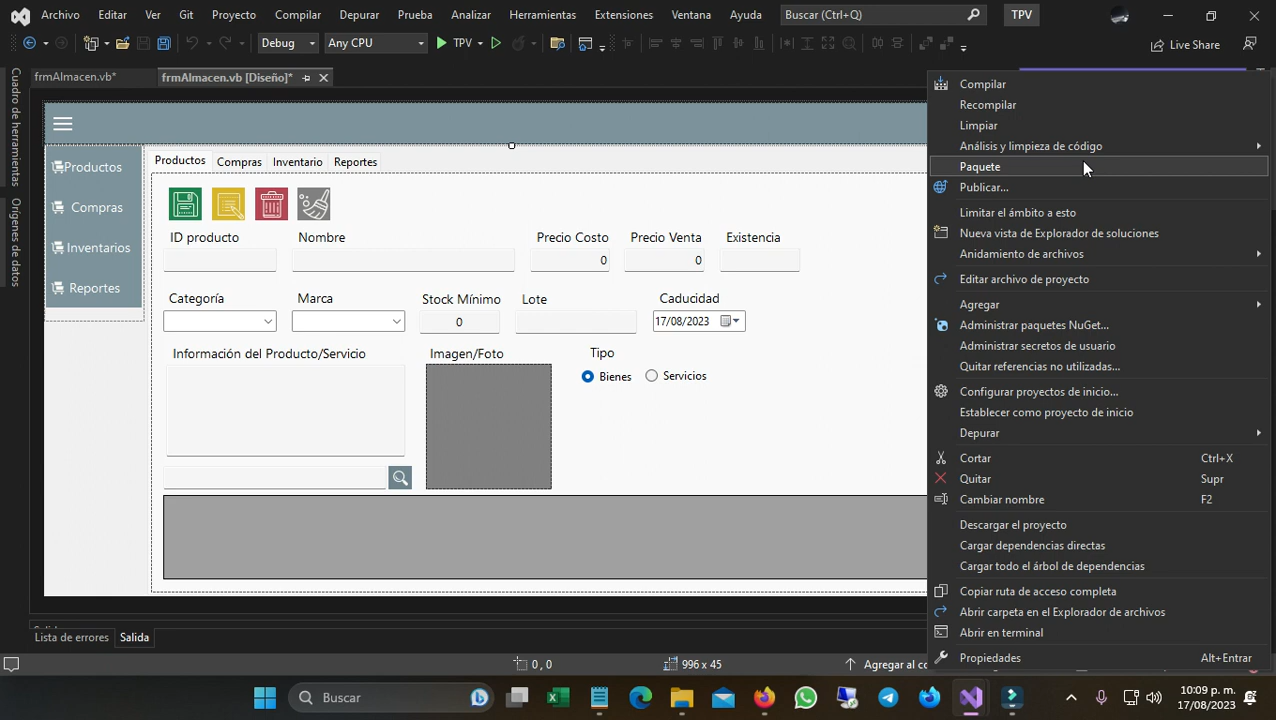 Archivo Editar Ver Git Proyecto Compilar Depurar Prueba Analizar Herramientas Extensiones Ventana Ayuda Buscar (Ctrl+Q) TPV
Debug Any CPU TPV Live Share
frmAlmacen.vb* frmAlmacen.vb [Diseño]*
Cuadro de herramientas
Orígenes de datos
Productos
Compras
Inventarios
Reportes
Productos Compras Inventario Reportes
ID producto Nombre Precio Costo Precio Venta Existencia
0 0
Categoría Marca Stock Mínimo Lote Caducidad
0 17/08/2023
Información del Producto/Servicio Imagen/Foto Tipo
Bienes Servicios
Compilar
Recompilar
Limpiar
Análisis y limpieza de código
Paquete
Publicar...
Limitar el ámbito a esto
Nueva vista de Explorador de soluciones
Anidamiento de archivos
Editar archivo de proyecto
Agregar
Administrar paquetes NuGet...
Administrar secretos de usuario
Quitar referencias no utilizadas...
Configurar proyectos de inicio...
Establecer como proyecto de inicio
Depurar
Cortar Ctrl+X
Quitar Supr
Cambiar nombre F2
Descargar el proyecto
Cargar dependencias directas
Cargar todo el árbol de dependencias
Copiar ruta de acceso completa
Abrir carpeta en el Explorador de archivos
Abrir en terminal
Propiedades Alt+Entrar
Lista de errores Salida
0 , 0 996 x 45 Agregar al co
Buscar
10:09 p. m.
17/08/2023